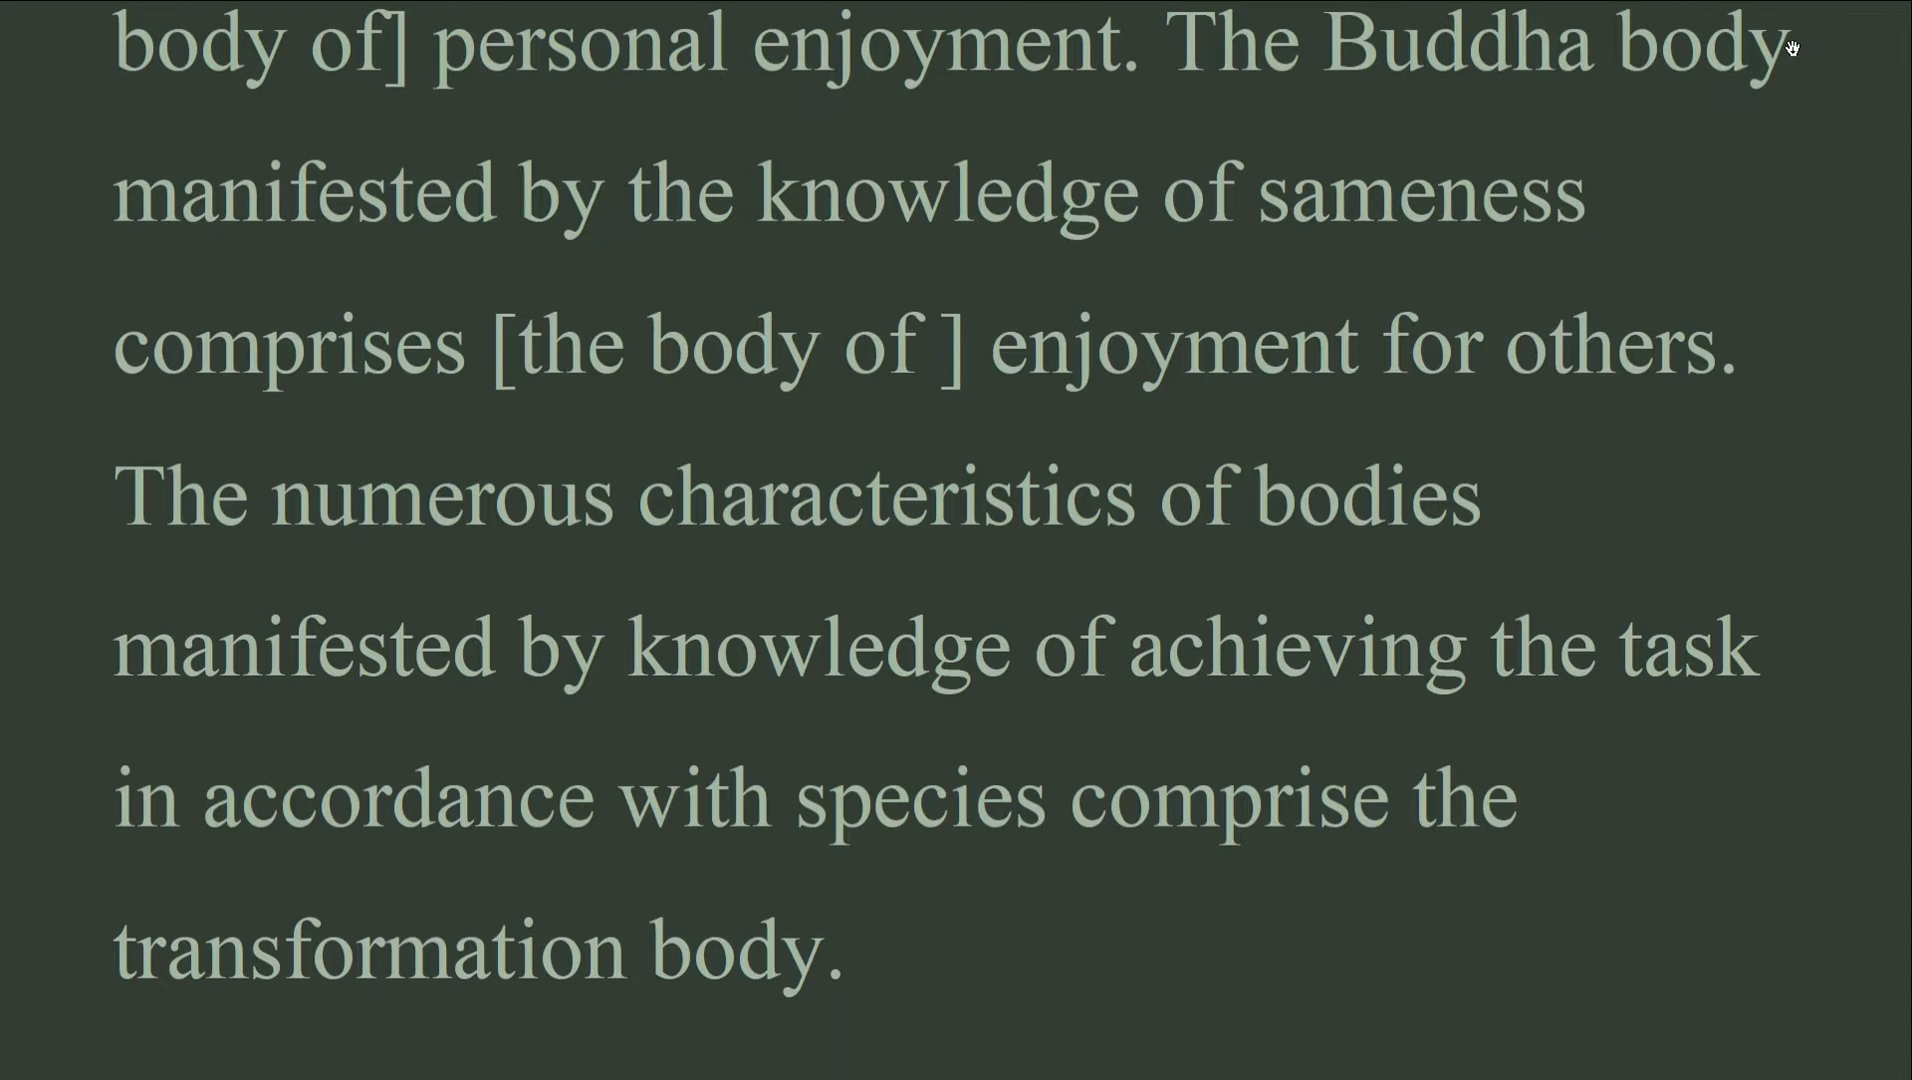 body of] personal enjoyment. The Buddha body
manifested by the knowledge of sameness
comprises [the body of ] enjoyment for others.
The numerous characteristics of bodies
manifested by knowledge of achieving the task
in accordance with species comprise the
transformation body.